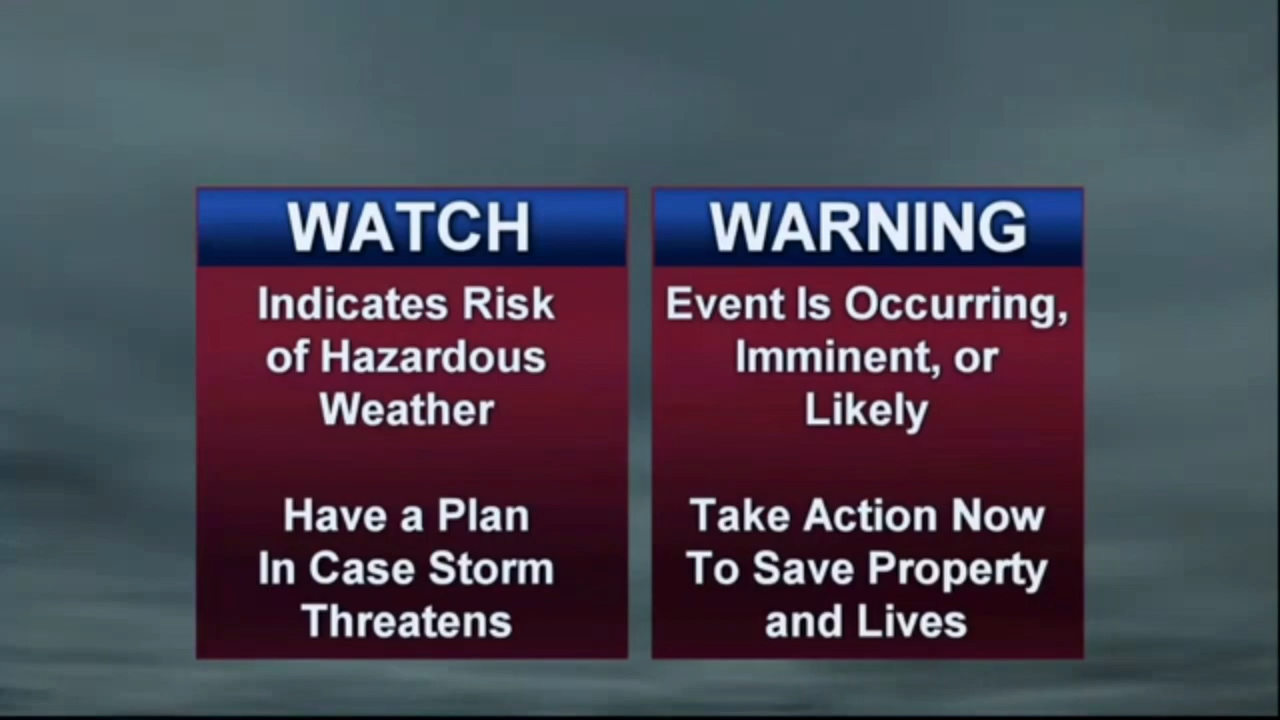 WATCH
Indicates Risk
of Hazardous
Weather
Have a Plan
In Case Storm
Threatens
WARNING
Event Is Occurring,
Imminent, or
Likely
Take Action Now
To Save Property
and Lives